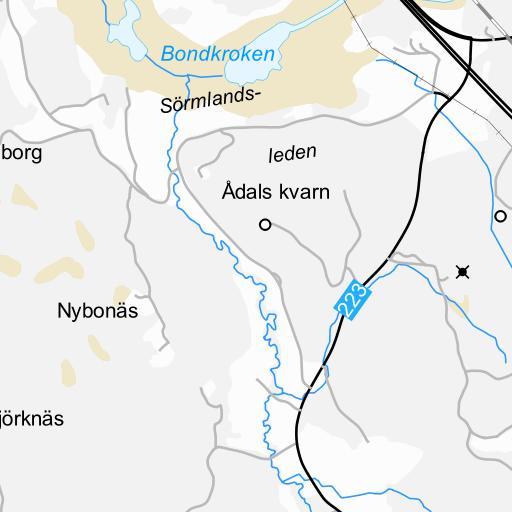 Bondkroken
Sörmlands-
leden
borg
Ådals kvarn
223
Nybonäs
jörknäs